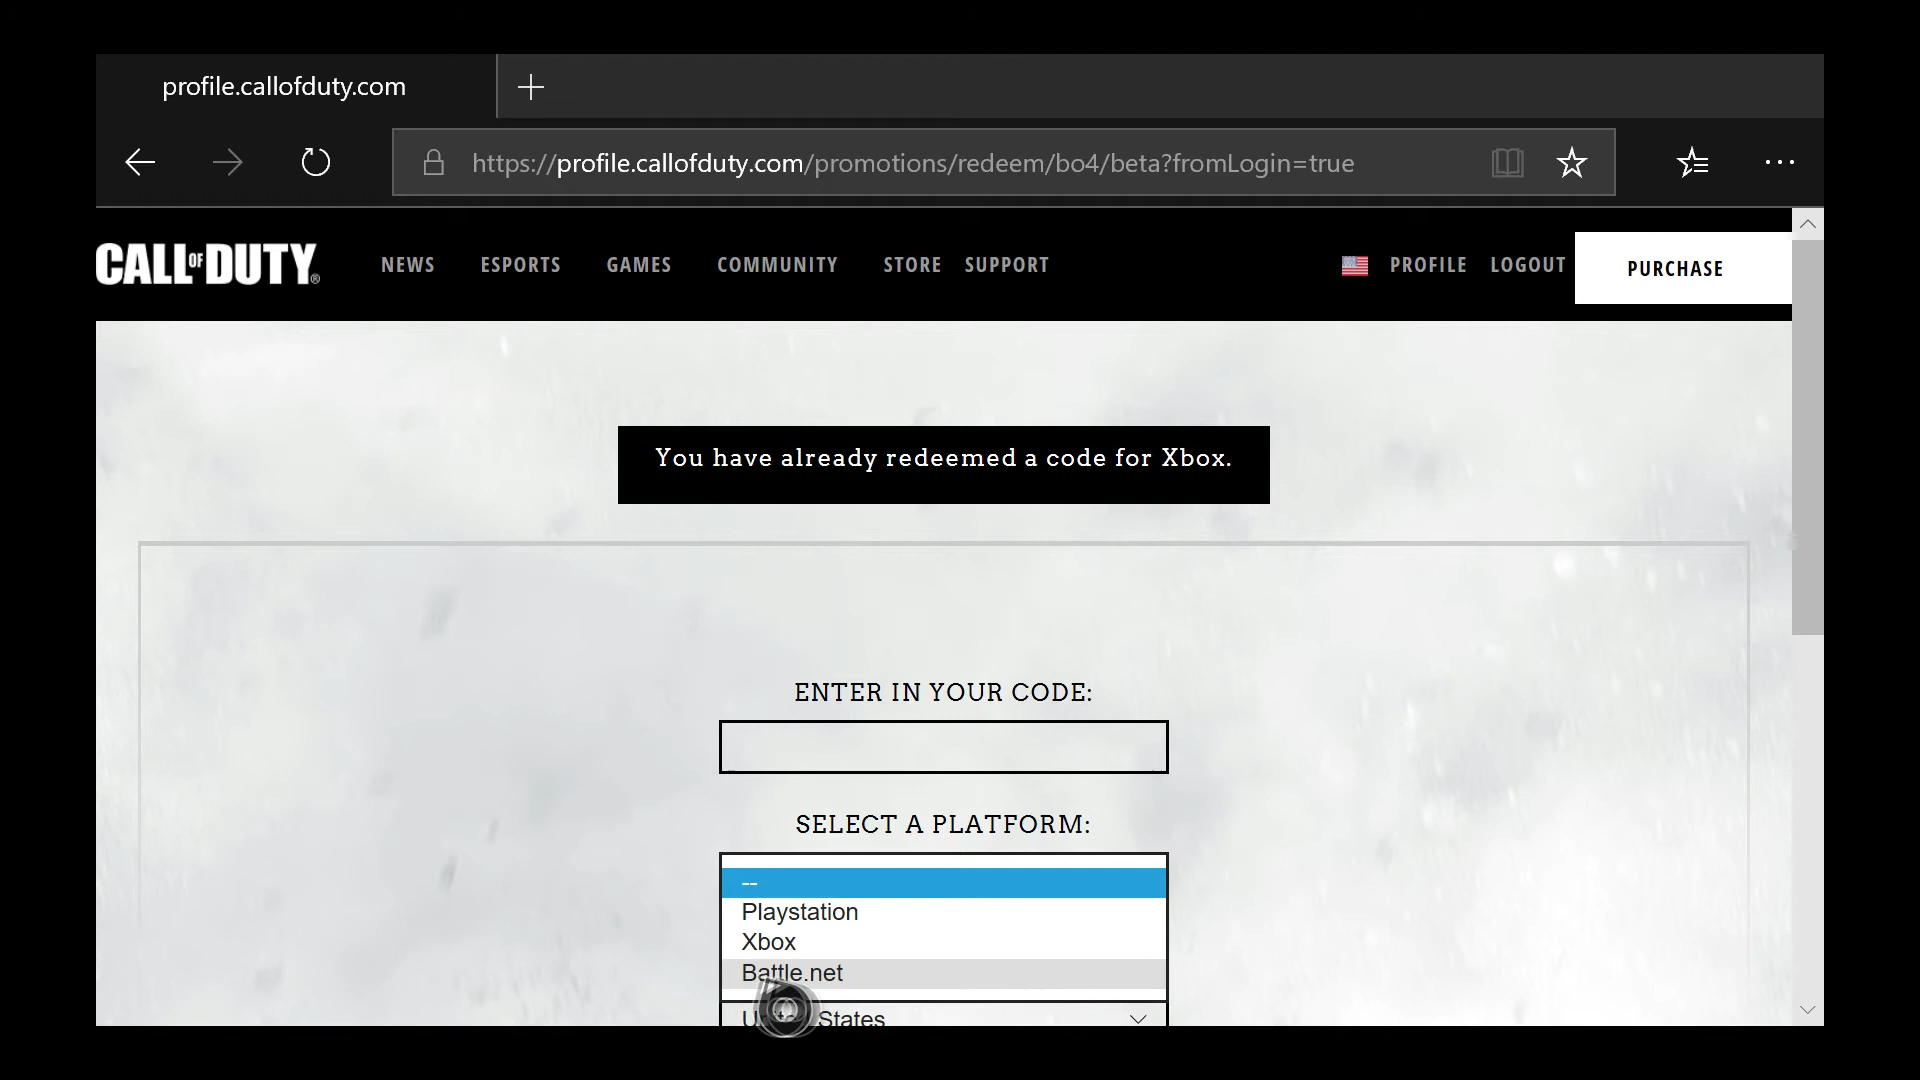 profile.callofduty.com
https://profile.callofduty.com/promotions/redeem/bo4/beta?fromLogin=true
CALL OF DUTY®
NEWS ESPORTS GAMES COMMUNITY STORE SUPPORT PROFILE LOGOUT PURCHASE
You have already redeemed a code for Xbox.
ENTER IN YOUR CODE:
SELECT A PLATFORM:
--
Playstation
Xbox
Battle.net
United States